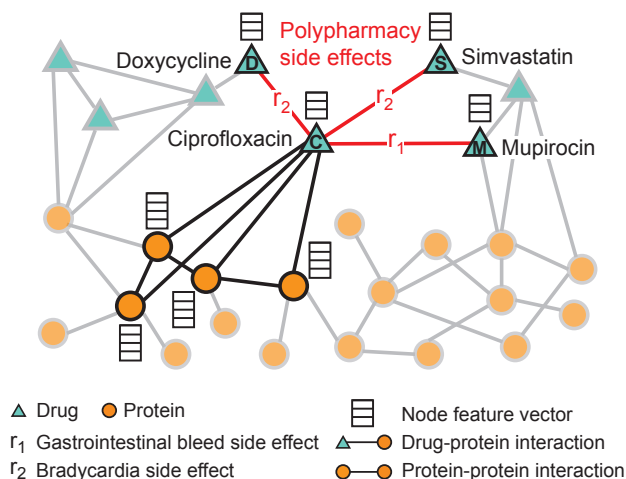 Polypharmacy
side effects
Doxycycline
D
S
Simvastatin
r2
r2
Ciprofloxacin
C
r1
M
Mupirocin
Drug
Protein
Node feature vector
r1 Gastrointestinal bleed side effect
Drug-protein interaction
r2 Bradycardia side effect
Protein-protein interaction